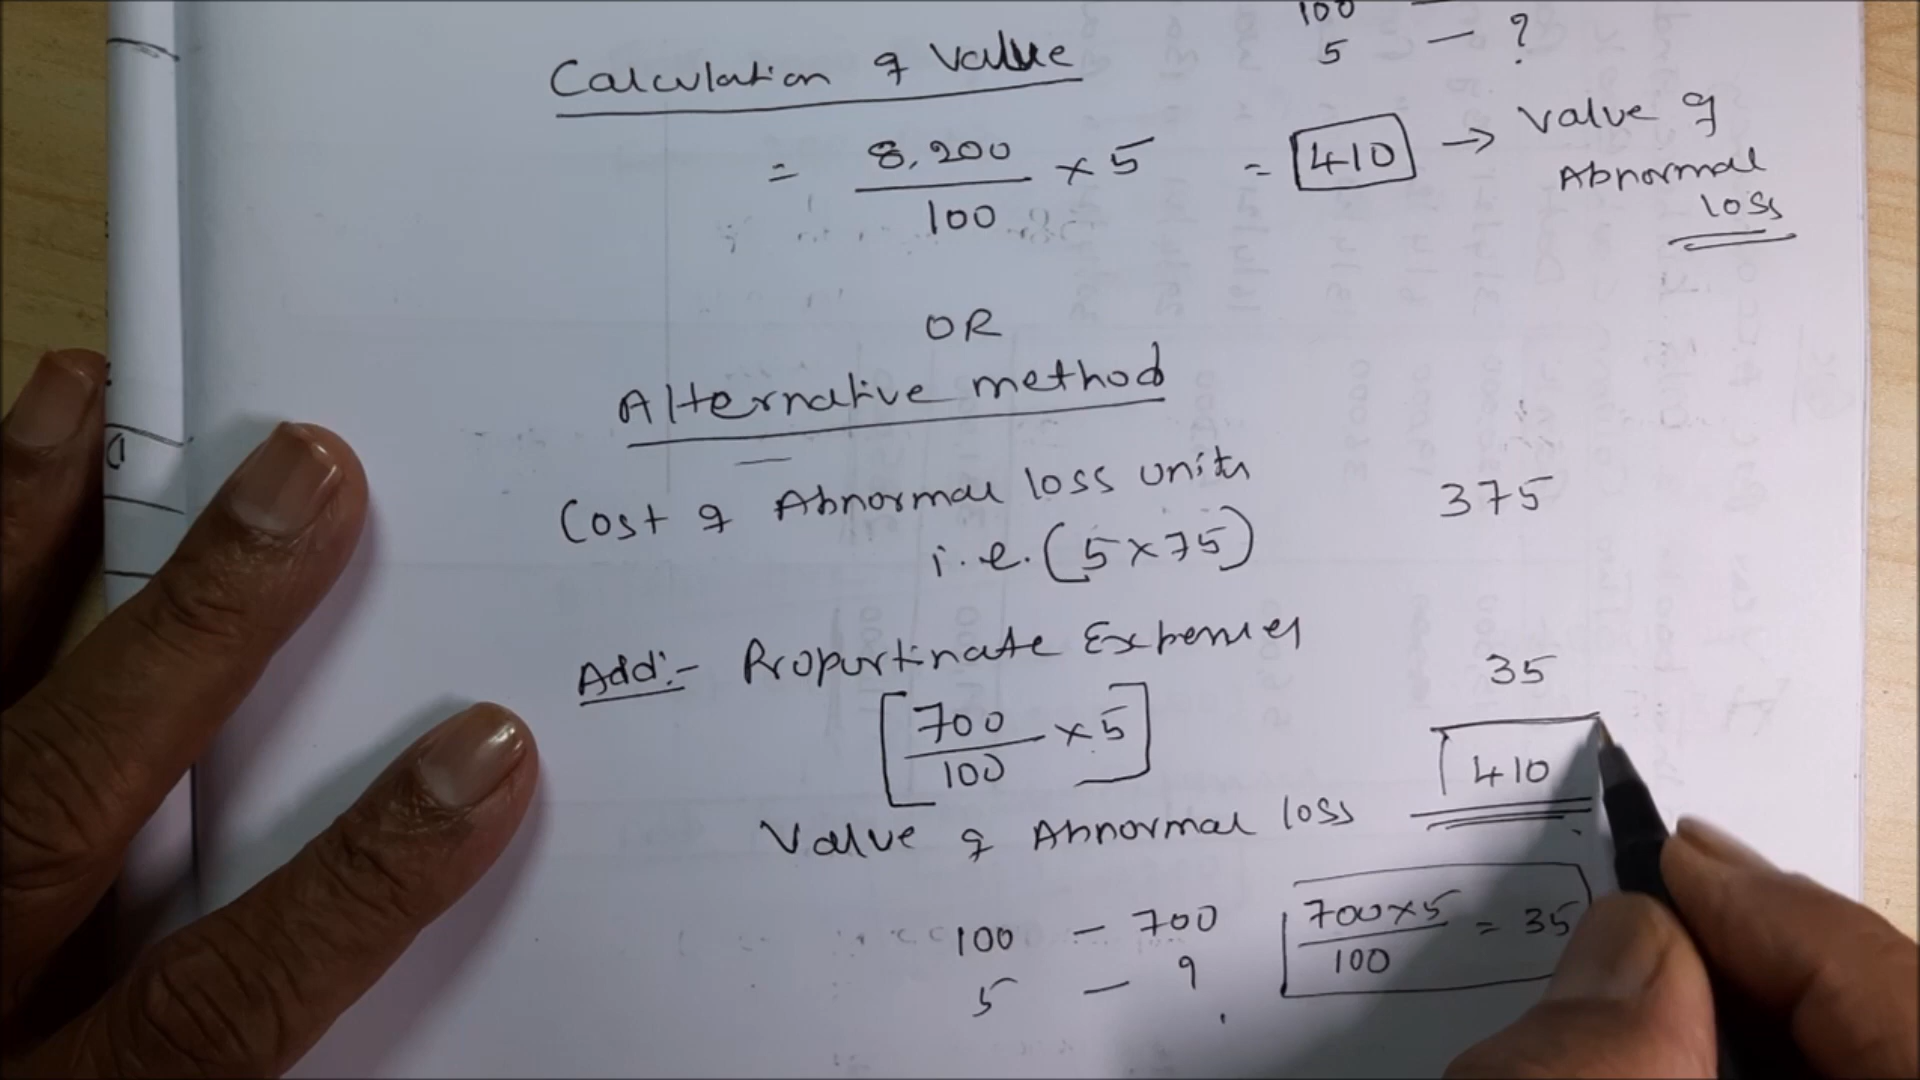 100 —
5 — ?
Calculation of Value
= 8,200 / 100 × 5 = 410 → Value of Abnormal loss
OR
Alternative method
Cost of Abnormal loss units 375
i.e. (5×75)
Add:- Proportinate Expenses 35
[700 / 100 × 5]
410
Value of Abnormal loss
100 — 700
5 — ?
700×5 / 100 = 35